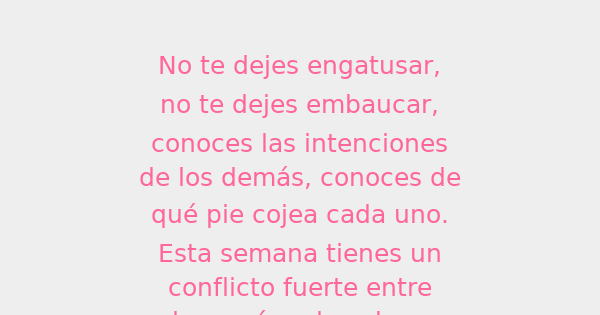 No te dejes engatusar,
no te dejes embaucar,
conoces las intenciones
de los demás, conoces de
qué pie cojea cada uno.
Esta semana tienes un
conflicto fuerte entre